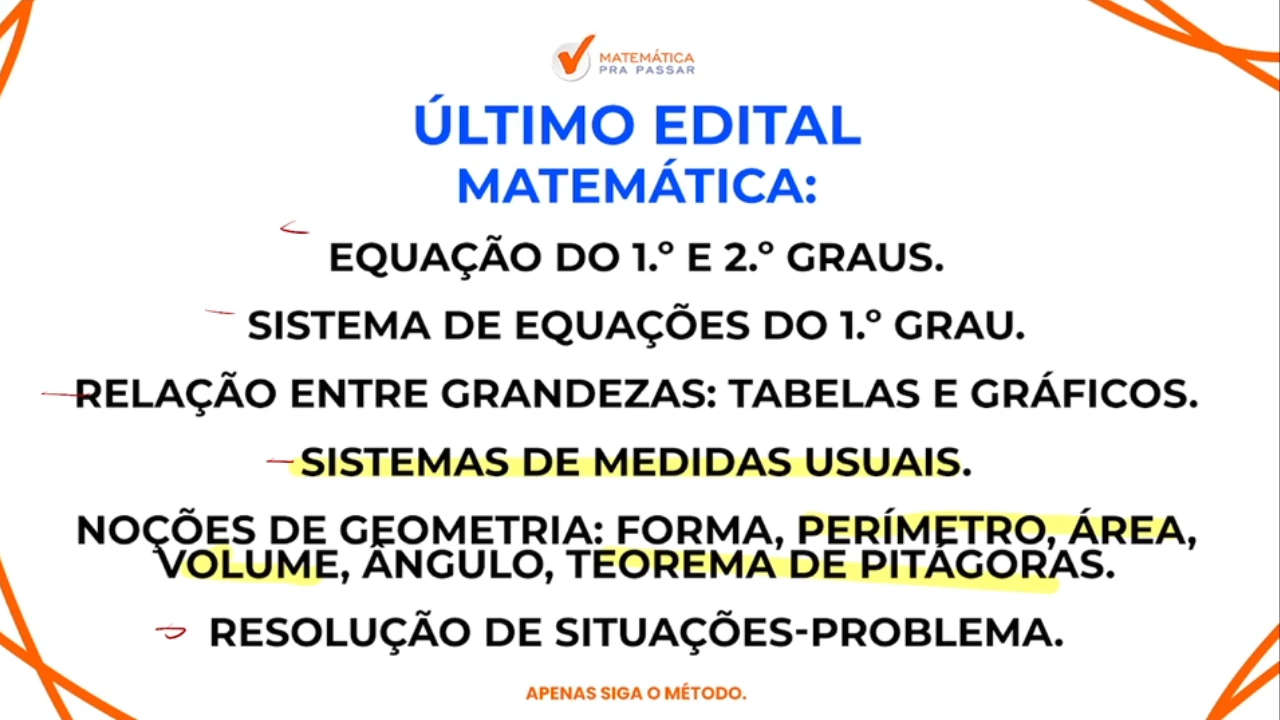 MATEMÁTICA
PRA PASSAR
ÚLTIMO EDITAL
MATEMÁTICA:
EQUAÇÃO DO 1.º E 2.º GRAUS.
SISTEMA DE EQUAÇÕES DO 1.º GRAU.
RELAÇÃO ENTRE GRANDEZAS: TABELAS E GRÁFICOS.
SISTEMAS DE MEDIDAS USUAIS.
NOÇÕES DE GEOMETRIA: FORMA, PERÍMETRO, ÁREA,
VOLUME, ÂNGULO, TEOREMA DE PITÁGORAS.
RESOLUÇÃO DE SITUAÇÕES-PROBLEMA.
APENAS SIGA O MÉTODO.